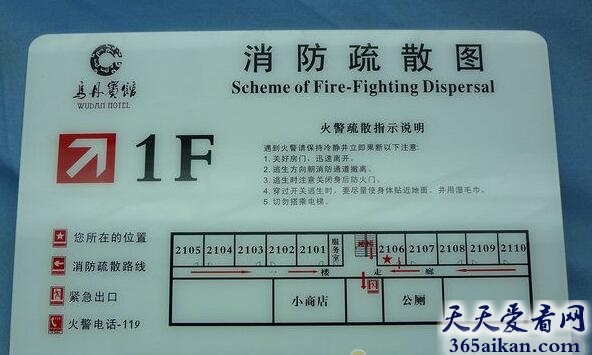 乌丹宾馆
WUDAN HOTEL
消防疏散图
Scheme of Fire-Fighting Dispersal
1F
火警疏散指示说明
遇到火警请保持冷静并立即果断以下注意:
1. 关好房门、迅速离开。
2. 逃生方向朝消防通道撤离。
3. 逃生时注意关闭身后防火门。
4. 穿过开关逃生时，要尽量使身体贴近地面。并用湿毛巾。
5. 切勿搭乘电梯。
您所在的位置
消防疏散路线
紧急出口
火警电话-119
2105 2104 2103 2102 2101 服务室 2106 2107 2108 2109 2110
一 楼 走 廊
小商店 公厕
天天爱看网
365aikan.com